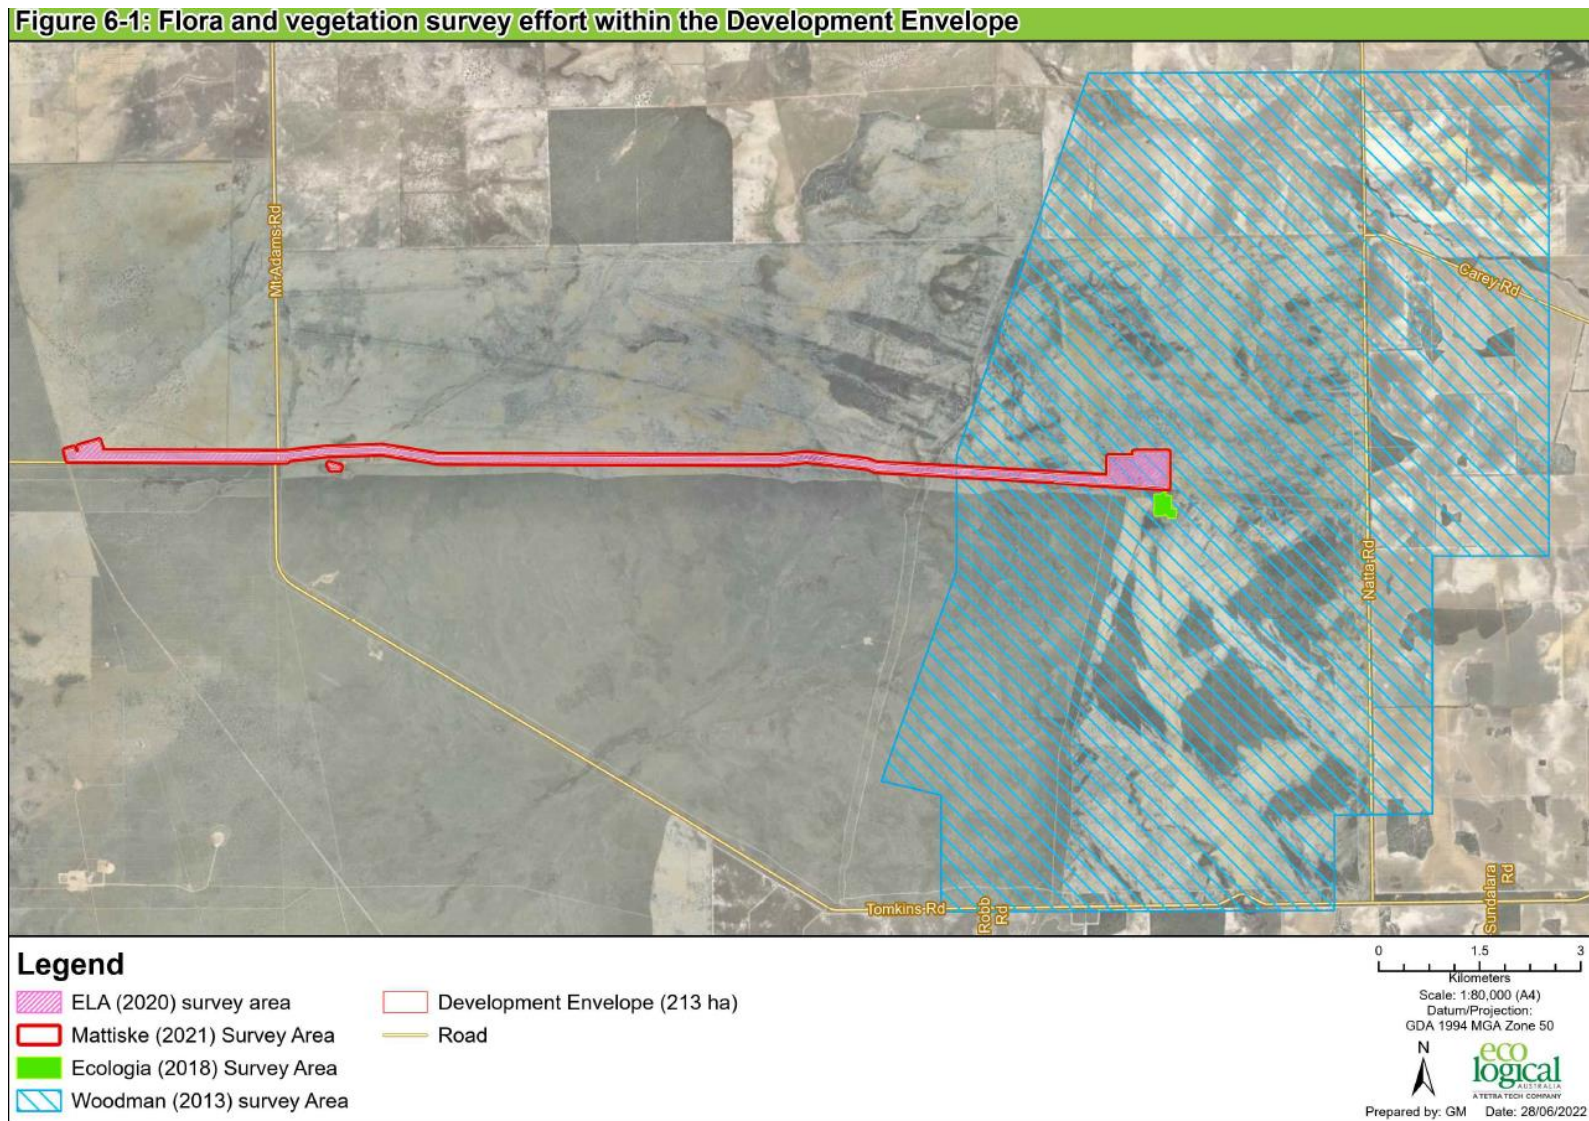 Figure 6-1: Flora and vegetation survey effort within the Development Envelope
Mt Adams Rd
Carey Rd
Natta Rd
Tomkins Rd
Robb
Rd
Sundalara
Rd
Legend
ELA (2020) survey area
Mattiske (2021) Survey Area
Ecologia (2018) Survey Area
Woodman (2013) survey Area
Development Envelope (213 ha)
Road
0 1.5 3
Kilometers
Scale: 1:80,000 (A4)
Datum/Projection:
GDA 1994 MGA Zone 50
N
eco
logical
AUSTRALIA
A TETRA TECH COMPANY
Prepared by: GM Date: 28/06/2022